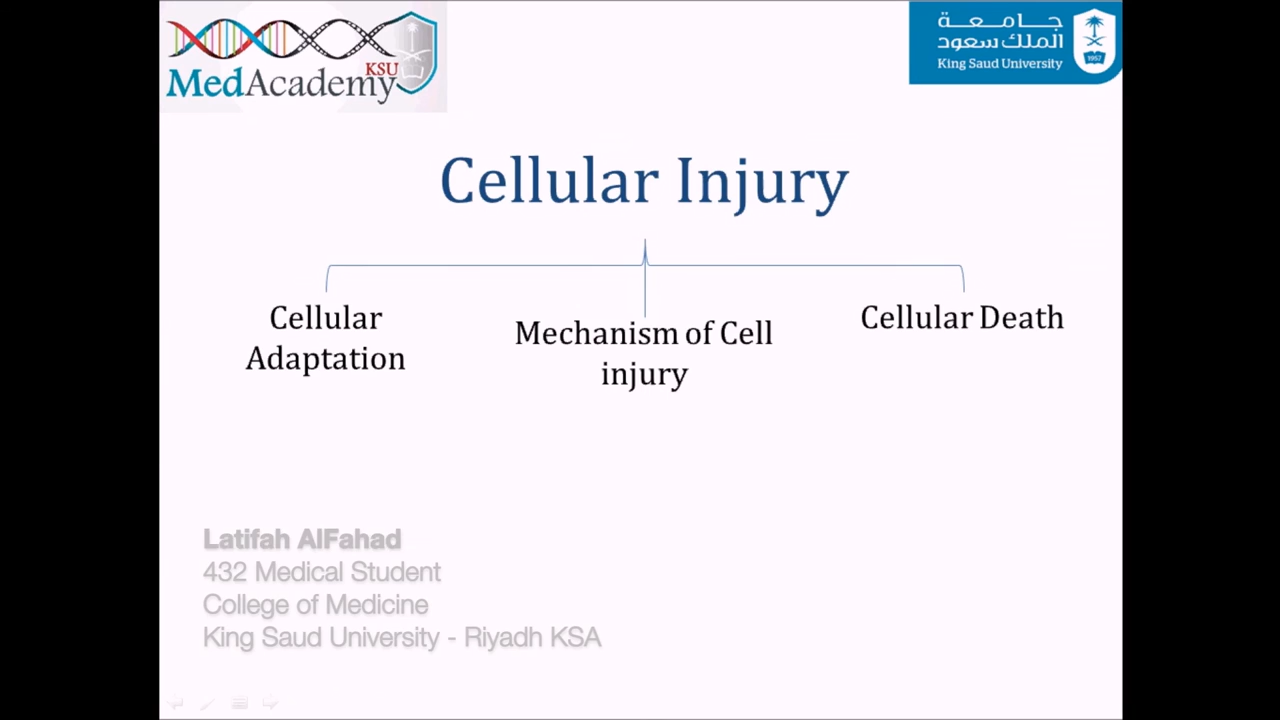 KSU
MedAcademy
جامعة
الملك سعود
King Saud University
1957
Cellular Injury
Cellular
Adaptation
Mechanism of Cell
injury
Cellular Death
Latifah AlFahad
432 Medical Student
College of Medicine
King Saud University - Riyadh KSA